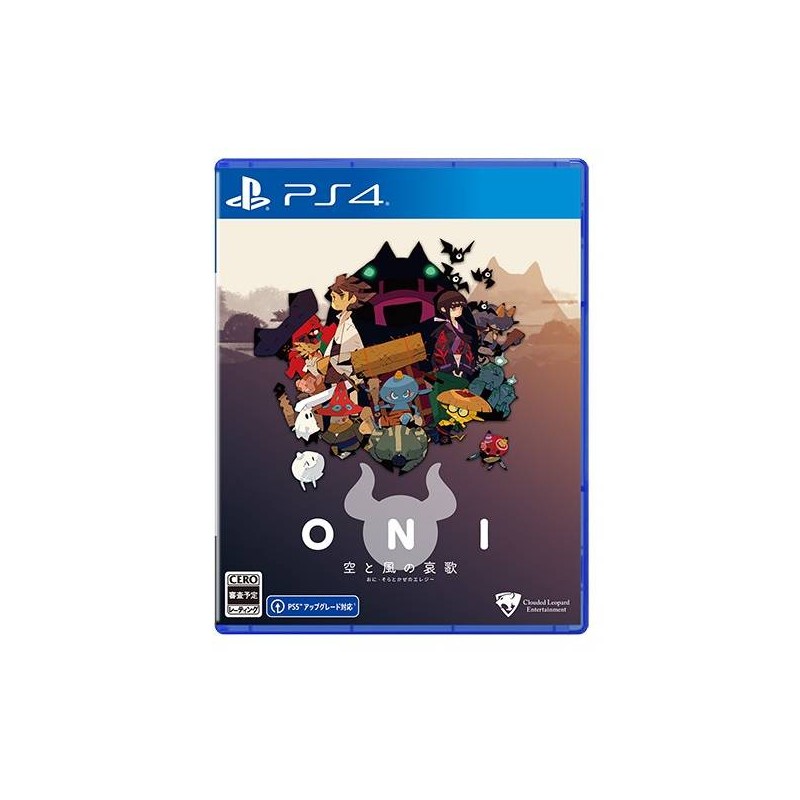 PS4
ONI
空と風の哀歌
おに:そらとかぜのエレジー
CERO
審査予定
レーティング
PS5™ アップグレード対応
Clouded Leopard
Entertainment